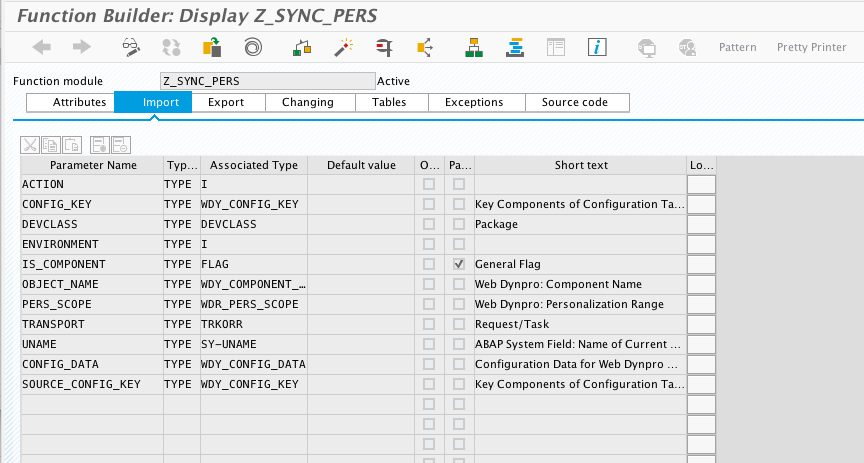 Function Builder: Display Z_SYNC_PERS
Pattern Pretty Printer
Function module Z_SYNC_PERS Active
Attributes Import Export Changing Tables Exceptions Source code
Parameter Name Typ... Associated Type Default value O... Pa... Short text Lo...
ACTION TYPE I
CONFIG_KEY TYPE WDY_CONFIG_KEY Key Components of Configuration Ta...
DEVCLASS TYPE DEVCLASS Package
ENVIRONMENT TYPE I
IS_COMPONENT TYPE FLAG General Flag
OBJECT_NAME TYPE WDY_COMPONENT_... Web Dynpro: Component Name
PERS_SCOPE TYPE WDR_PERS_SCOPE Web Dynpro: Personalization Range
TRANSPORT TYPE TRKORR Request/Task
UNAME TYPE SY-UNAME ABAP System Field: Name of Current ...
CONFIG_DATA TYPE WDY_CONFIG_DATA Configuration Data for Web Dynpro ...
SOURCE_CONFIG_KEY TYPE WDY_CONFIG_KEY Key Components of Configuration Ta...